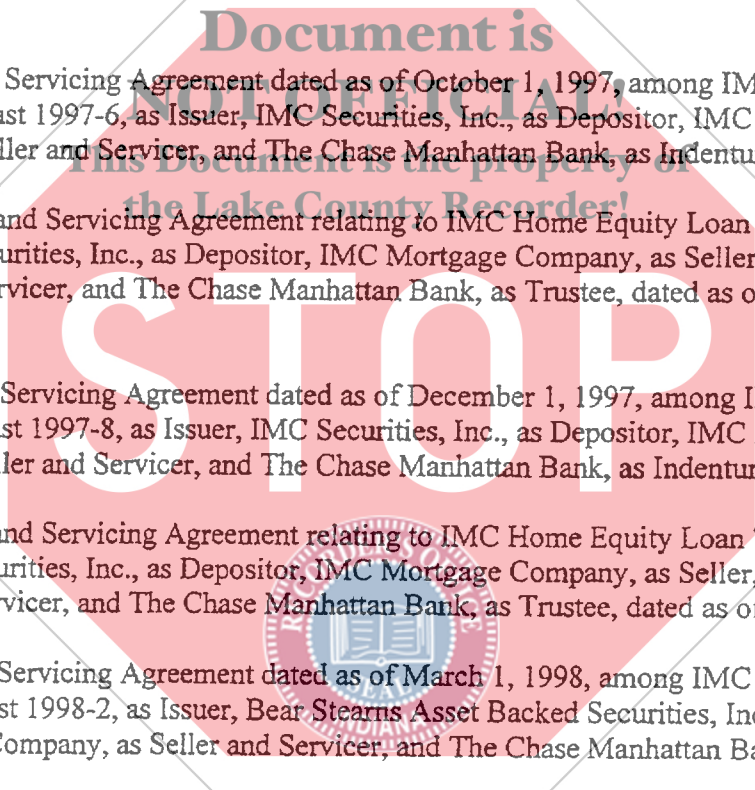 Document is
Servicing Agreement dated as of October 1, 1997, among IM
NOT OFFICIAL!
ust 1997-6, as Issuer, IMC Securities, Inc., as Depositor, IMC
ller and Servicer, and The Chase Manhattan Bank, as Indentur
This Document is the property of
the Lake County Recorder!
and Servicing Agreement relating to IMC Home Equity Loan
urities, Inc., as Depositor, IMC Mortgage Company, as Seller
rvicer, and The Chase Manhattan Bank, as Trustee, dated as o
STOP
Servicing Agreement dated as of December 1, 1997, among I
st 1997-8, as Issuer, IMC Securities, Inc., as Depositor, IMC
ller and Servicer, and The Chase Manhattan Bank, as Indentur
and Servicing Agreement relating to IMC Home Equity Loan
urities, Inc., as Depositor, IMC Mortgage Company, as Seller,
rvicer, and The Chase Manhattan Bank, as Trustee, dated as o
RECORDER'S OFFICE
SEAL
INDIANA
Servicing Agreement dated as of March 1, 1998, among IMC
st 1998-2, as Issuer, Bear Stearns Asset Backed Securities, Inc
Company, as Seller and Servicer, and The Chase Manhattan Ba